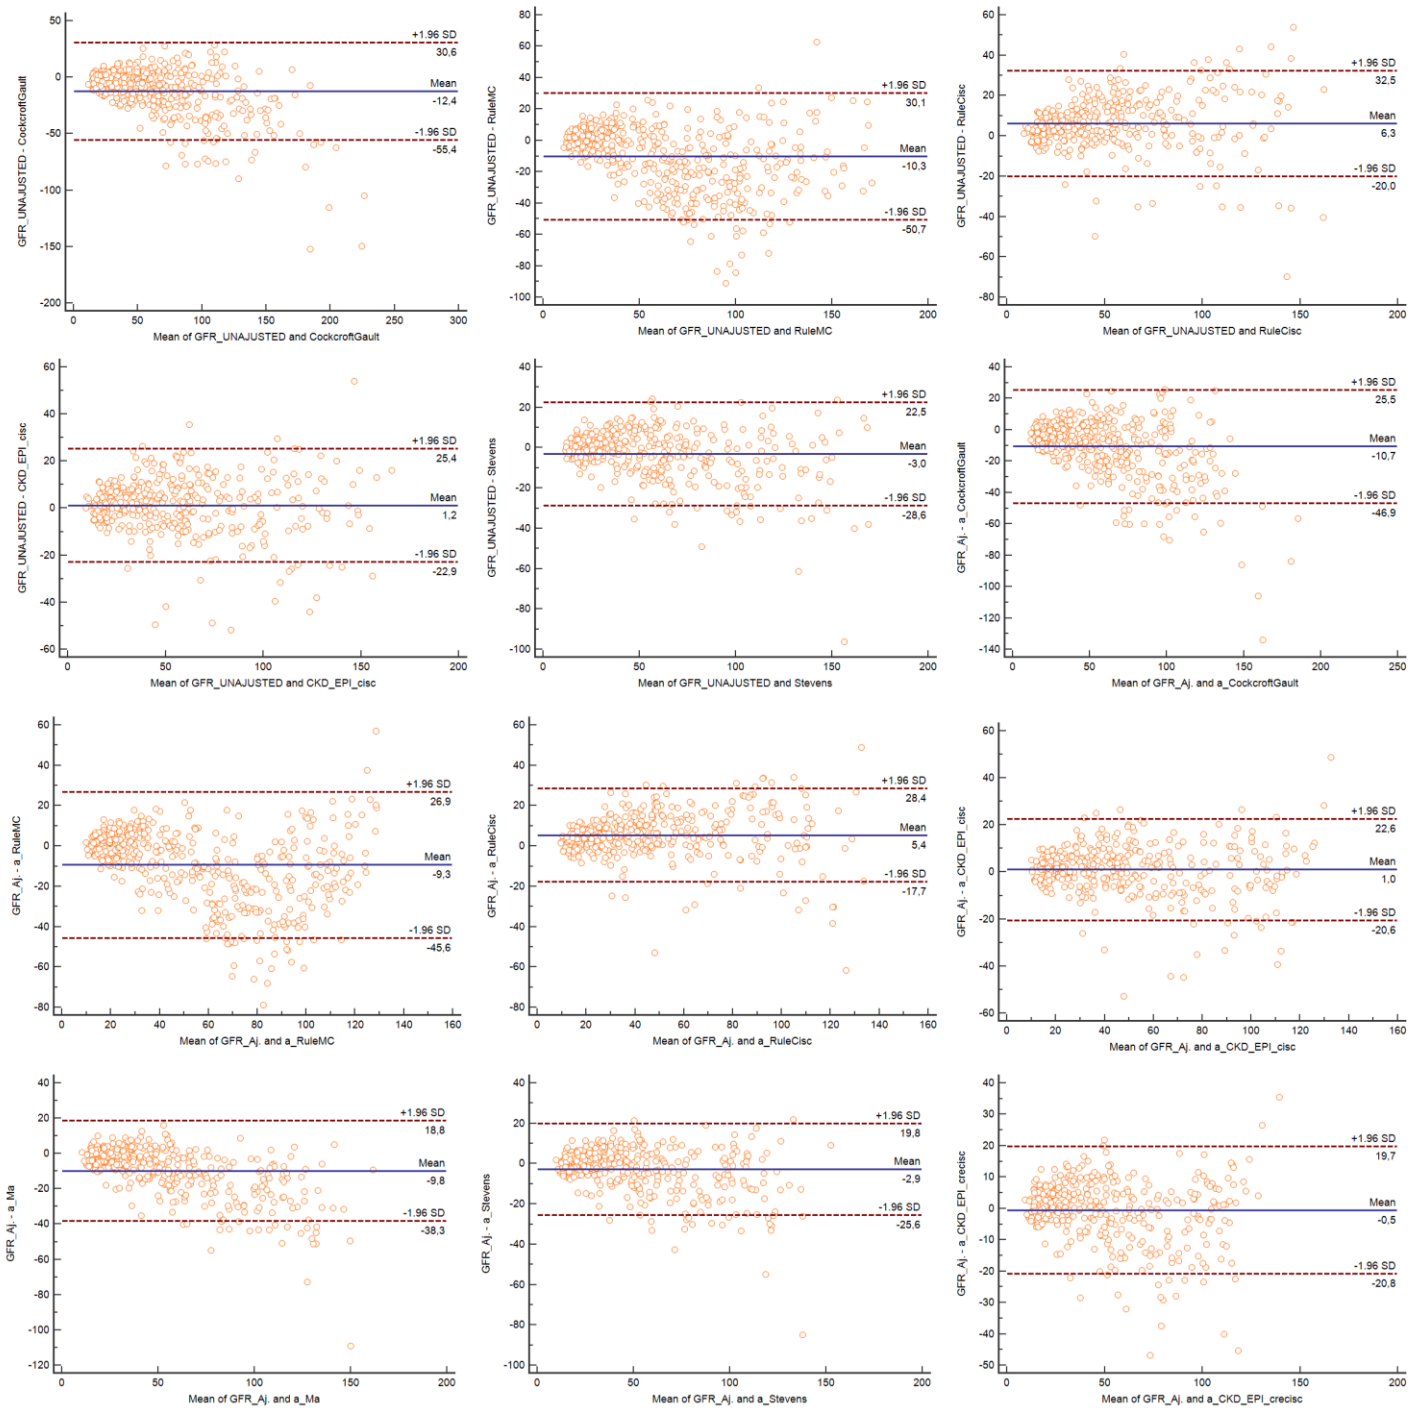 GFR_UNAJUSTED - CockcroftGault
50
0
-50
-100
-150
-200
+1.96 SD
30,6
Mean
-12,4
-1.96 SD
-55,4
0 50 100 150 200 250 300
Mean of GFR_UNAJUSTED and CockcroftGault
GFR_UNAJUSTED - RuleMC
80
60
40
20
0
-20
-40
-60
-80
-100
+1.96 SD
30,1
Mean
-10,3
-1.96 SD
-50,7
0 50 100 150 200
Mean of GFR_UNAJUSTED and RuleMC
GFR_UNAJUSTED - RuleCisc
60
40
20
0
-20
-40
-60
-80
+1.96 SD
32,5
Mean
6,3
-1.96 SD
-20,0
0 50 100 150 200
Mean of GFR_UNAJUSTED and RuleCisc
GFR_UNAJUSTED - CKD_EPI_cisc
60
40
20
0
-20
-40
-60
+1.96 SD
25,4
Mean
1,2
-1.96 SD
-22,9
0 50 100 150 200
Mean of GFR_UNAJUSTED and CKD_EPI_cisc
GFR_UNAJUSTED - Stevens
40
20
0
-20
-40
-60
-80
-100
+1.96 SD
22,5
Mean
-3,0
-1.96 SD
-28,6
0 50 100 150 200
Mean of GFR_UNAJUSTED and Stevens
GFR_Aj. - a_CockcroftGault
40
20
0
-20
-40
-60
-80
-100
-120
-140
+1.96 SD
25,5
Mean
-10,7
-1.96 SD
-46,9
0 50 100 150 200 250
Mean of GFR_Aj. and a_CockcroftGault
GFR_Aj. - a_RuleMC
60
40
20
0
-20
-40
-60
-80
+1.96 SD
26,9
Mean
-9,3
-1.96 SD
-45,6
0 20 40 60 80 100 120 140 160
Mean of GFR_Aj. and a_RuleMC
GFR_Aj. - a_RuleCisc
60
40
20
0
-20
-40
-60
-80
+1.96 SD
28,4
Mean
5,4
-1.96 SD
-17,7
0 20 40 60 80 100 120 140 160
Mean of GFR_Aj. and a_RuleCisc
GFR_Aj. - a_CKD_EPI_cisc
60
40
20
0
-20
-40
-60
+1.96 SD
22,6
Mean
1,0
-1.96 SD
-20,6
0 20 40 60 80 100 120 140 160
Mean of GFR_Aj. and a_CKD_EPI_cisc
GFR_Aj. - a_Ma
40
20
0
-20
-40
-60
-80
-100
-120
+1.96 SD
18,8
Mean
-9,8
-1.96 SD
-38,3
0 50 100 150 200
Mean of GFR_Aj. and a_Ma
GFR_Aj. - a_Stevens
40
20
0
-20
-40
-60
-80
-100
+1.96 SD
19,8
Mean
-2,9
-1.96 SD
-25,6
0 50 100 150 200
Mean of GFR_Aj. and a_Stevens
GFR_Aj. - a_CKD_EPI_crecisc
40
30
20
10
0
-10
-20
-30
-40
-50
+1.96 SD
19,7
Mean
-0,5
-1.96 SD
-20,8
0 50 100 150 200
Mean of GFR_Aj. and a_CKD_EPI_crecisc